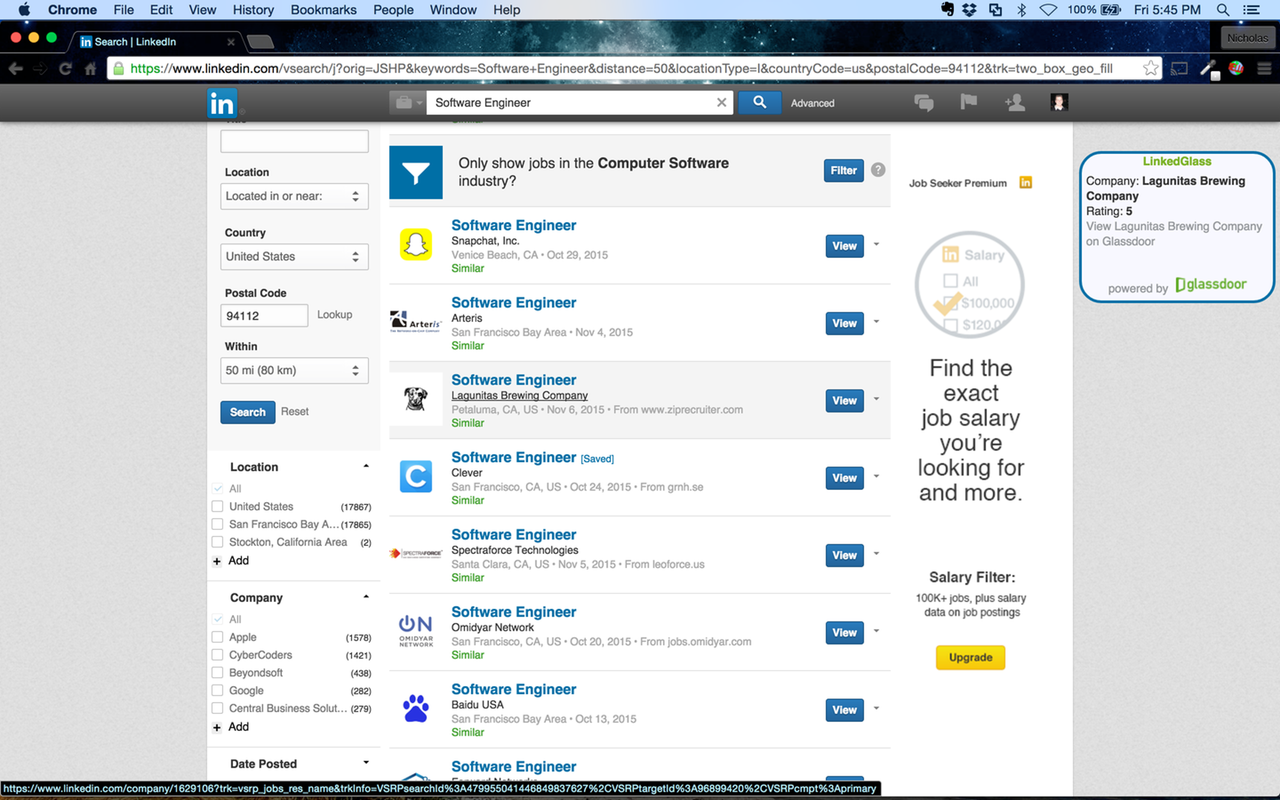 Chrome File Edit View History Bookmarks People Window Help 100% Fri 5:45 PM
Search | LinkedIn
Nicholas
https://www.linkedin.com/vsearch/j?orig=JSHP&keywords=Software+Engineer&distance=50&locationType=I&countryCode=us&postalCode=94112&trk=two_box_geo_fill
in Software Engineer Advanced
Location
Located in or near:
Country
United States
Postal Code
94112 Lookup
Within
50 mi (80 km)
Search Reset
Location
All
United States (17867)
San Francisco Bay A... (17865)
Stockton, California Area (2)
+ Add
Company
All
Apple (1578)
CyberCoders (1421)
Beyondsoft (438)
Google (282)
Central Business Solut... (279)
+ Add
Date Posted
Similar
Only show jobs in the Computer Software
industry?
Filter ?
Software Engineer
Snapchat, Inc.
Venice Beach, CA • Oct 29, 2015
Similar
View
Arteris
Software Engineer
Arteris
San Francisco Bay Area • Nov 4, 2015
Similar
View
Software Engineer
Lagunitas Brewing Company
Petaluma, CA, US • Nov 6, 2015 • From www.ziprecruiter.com
Similar
View
C
Software Engineer [Saved]
Clever
San Francisco, CA, US • Oct 24, 2015 • From grnh.se
Similar
View
SPECTRAFORCE
Software Engineer
Spectraforce Technologies
Santa Clara, CA, US • Nov 5, 2015 • From leoforce.us
Similar
View
ON
OMIDYAR
NETWORK
Software Engineer
Omidyar Network
San Francisco, CA, US • Oct 20, 2015 • From jobs.omidyar.com
Similar
View
Software Engineer
Baidu USA
San Francisco Bay Area • Oct 13, 2015
Similar
View
Software Engineer
Job Seeker Premium in
in Salary
All
$100,000
$120,0
Find the
exact
job salary
you're
looking for
and more.
Salary Filter:
100K+ jobs, plus salary
data on job postings
Upgrade
LinkedGlass
Company: Lagunitas Brewing
Company
Rating: 5
View Lagunitas Brewing Company
on Glassdoor
powered by glassdoor
https://www.linkedin.com/company/1629106?trk=vsrp_jobs_res_name&trkInfo=VSRPsearchId%3A479955041446849837627%2CVSRPtargetId%3A96899420%2CVSRPcmpt%3Aprimary